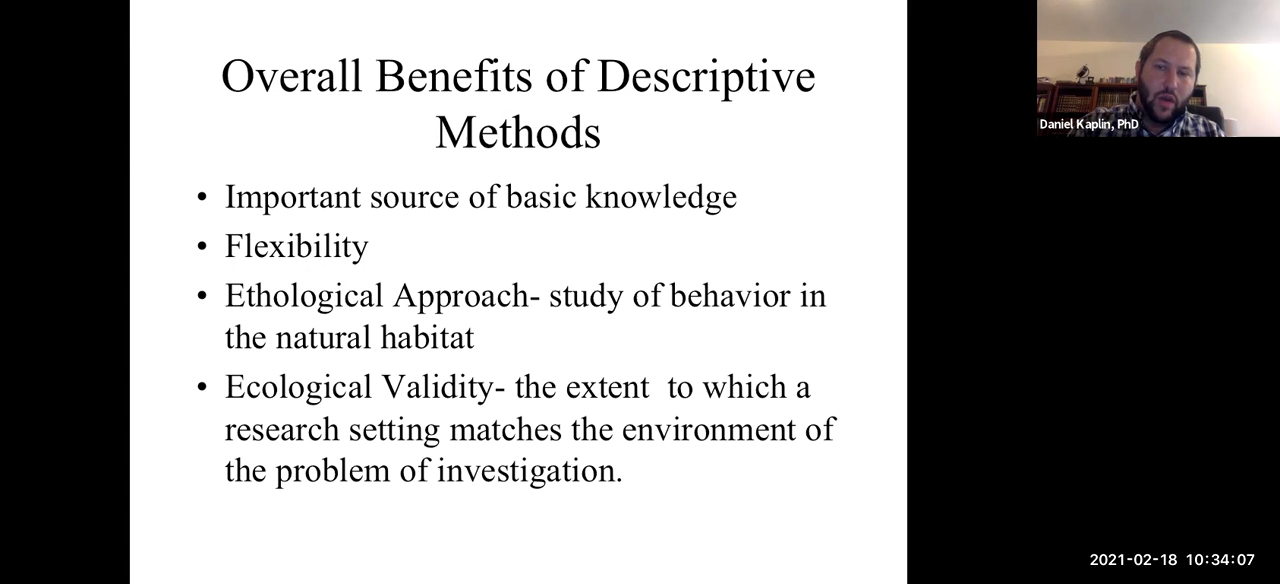 Overall Benefits of Descriptive
Methods
• Important source of basic knowledge
• Flexibility
• Ethological Approach- study of behavior in
the natural habitat
• Ecological Validity- the extent  to which a
research setting matches the environment of
the problem of investigation.
Daniel Kaplin, PhD
2021-02-18 10:34:07